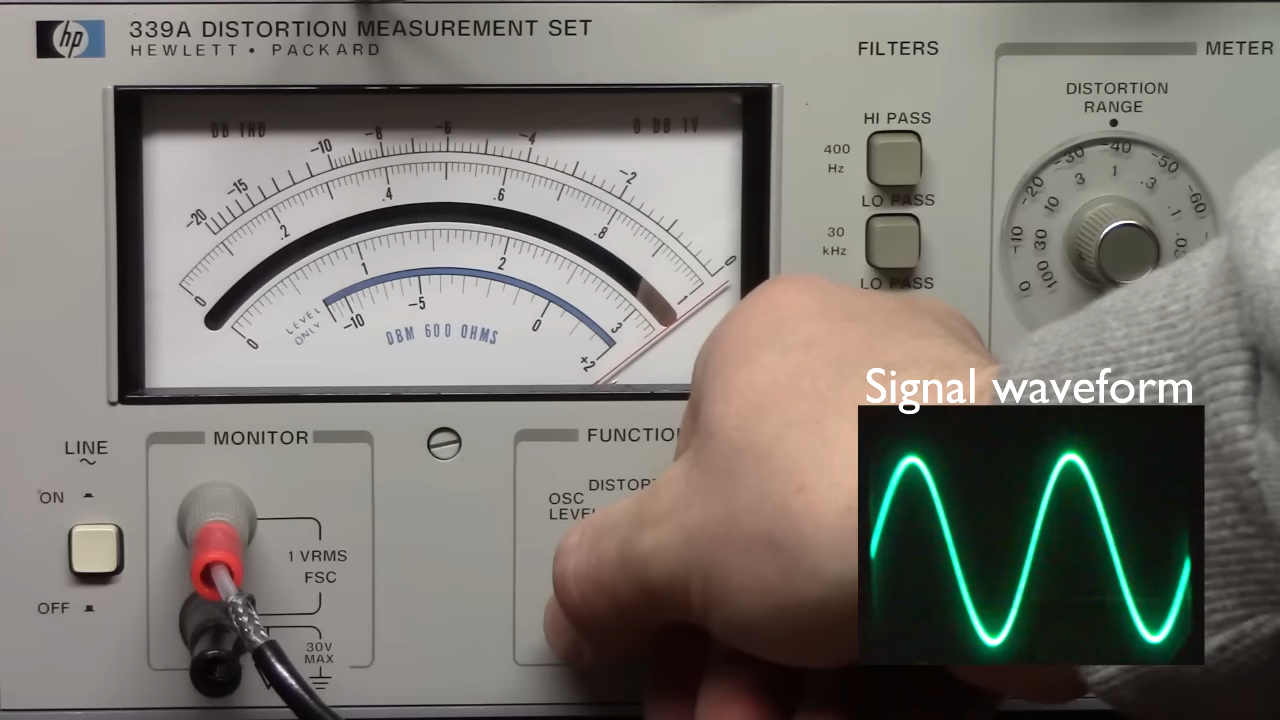 hp
339A DISTORTION MEASUREMENT SET
HEWLETT • PACKARD
FILTERS
METER
DISTORTION
RANGE
HI PASS
400
Hz
LO PASS
30
kHz
LO PASS
0 -10 -20 -30 -40 -50 -60
100 30 10 3 1 .3 .1
DB THD
0 DB 1V
-20 -15 -10 -8 -6 -4 -2 0
0 .2 .4 .6 .8 1
0 1 2 3
LEVEL
ONLY
-10 -5 0 +2
DBM 600 OHMS
Signal waveform
LINE
~
ON
OFF
MONITOR
1 VRMS
FSC
30V
MAX
OSC